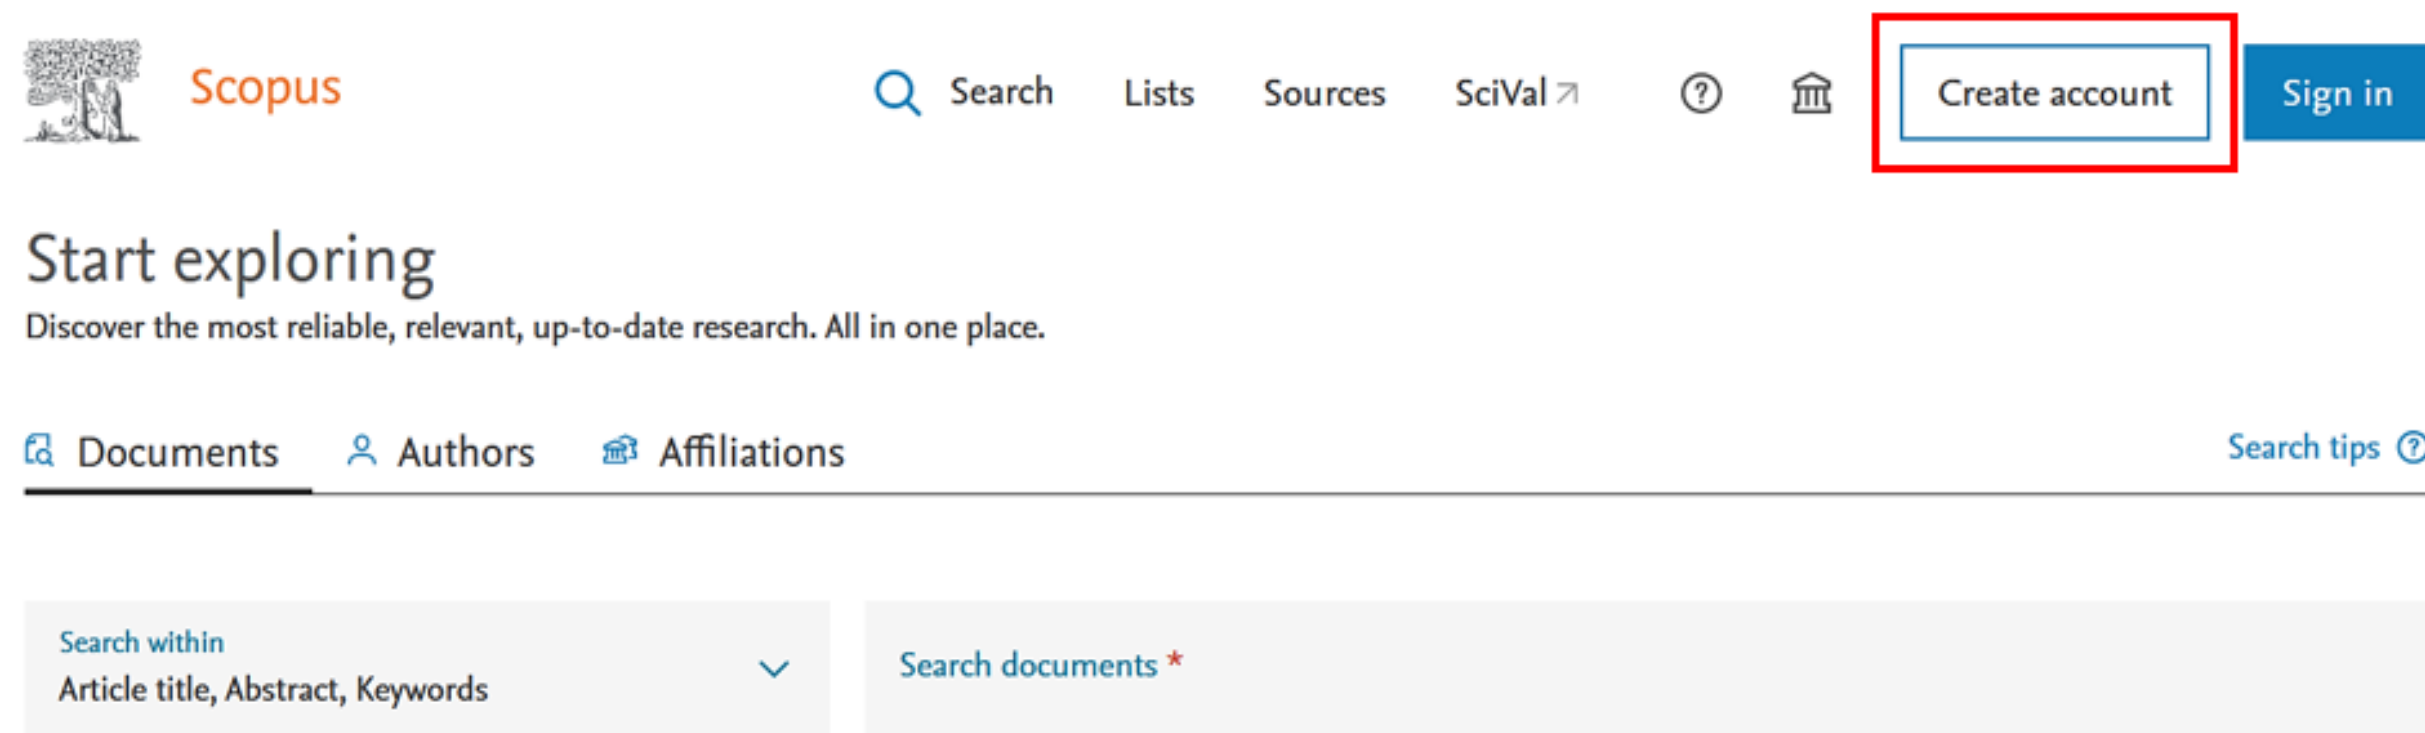 Scopus
Search Lists Sources SciVal Create account Sign in
Start exploring
Discover the most reliable, relevant, up-to-date research. All in one place.
Documents Authors Affiliations Search tips
Search within
Article title, Abstract, Keywords
Search documents *